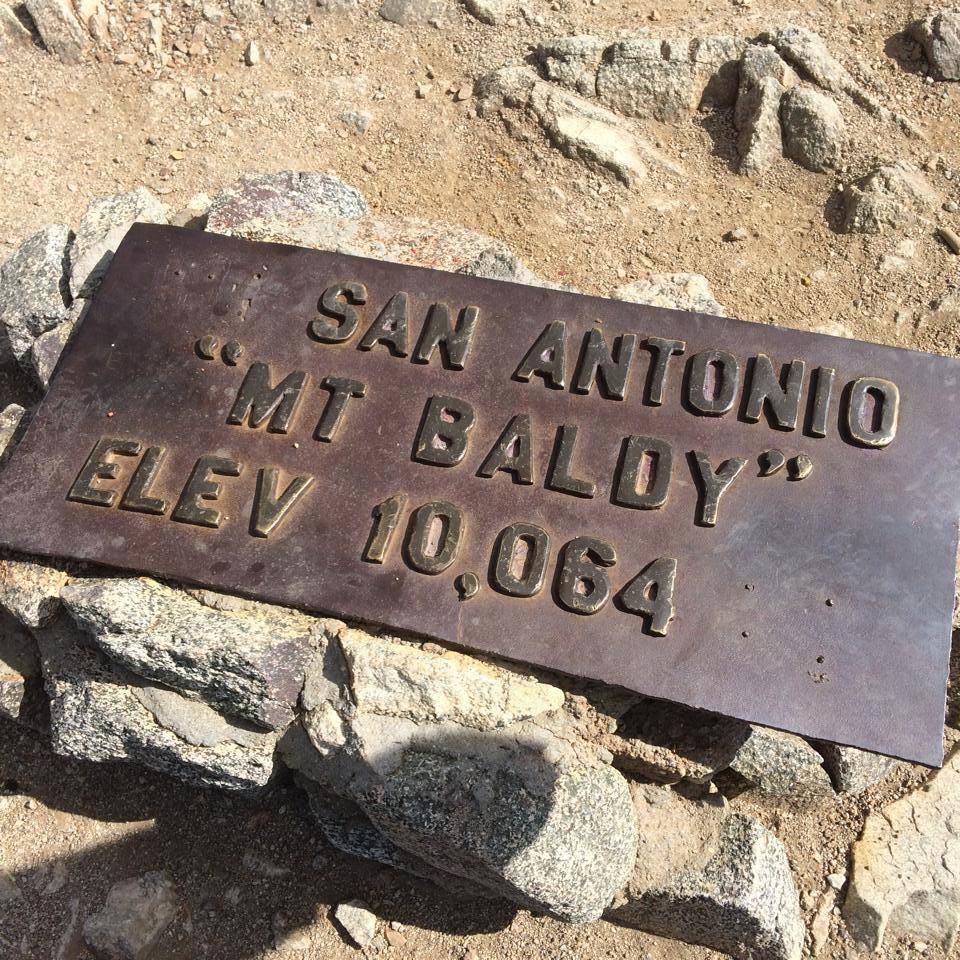 SAN ANTONIO
“MT BALDY”
ELEV 10,064